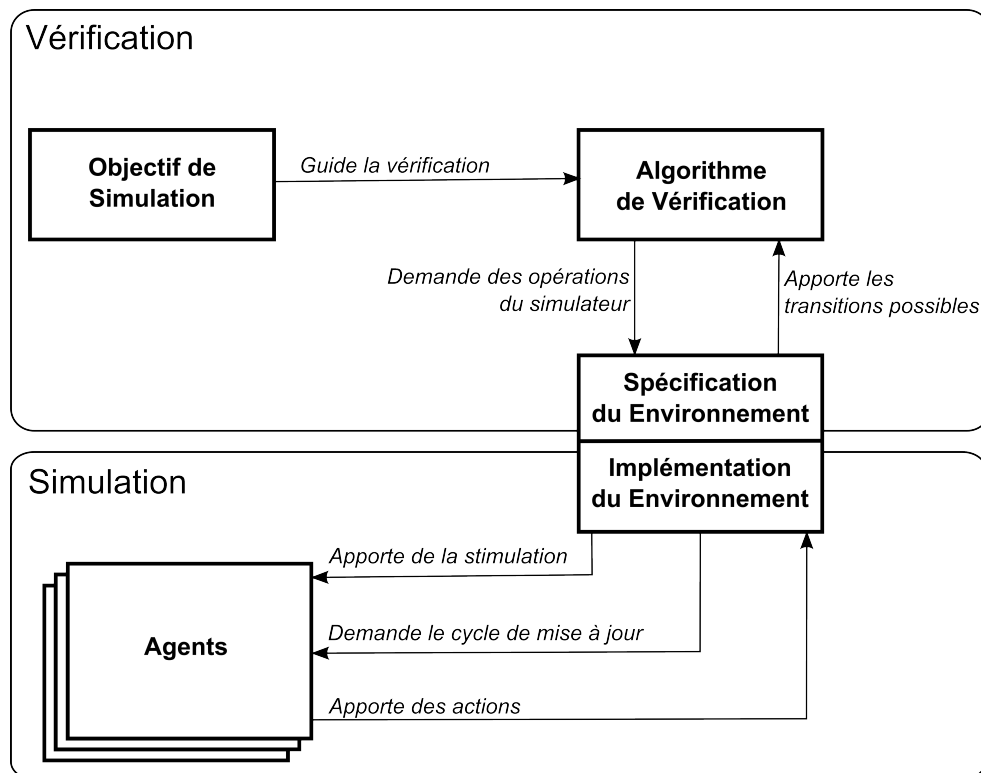 Vérification
Objectif de
Simulation
Guide la vérification
Algorithme
de Vérification
Demande des opérations
du simulateur
Apporte les
transitions possibles
Spécification
du Environnement
Simulation
Implémentation
du Environnement
Apporte de la stimulation
Agents
Demande le cycle de mise à jour
Apporte des actions